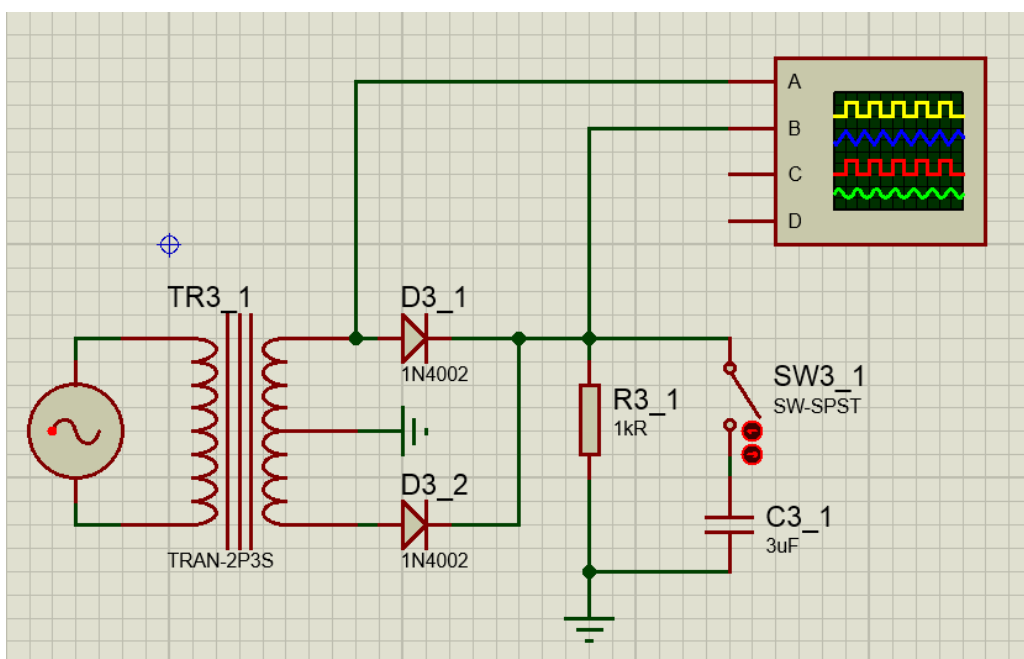 A
B
C
D
TR3_1
D3_1
1N4002
SW3_1
SW-SPST
R3_1
1kR
D3_2
1N4002
C3_1
3uF
TRAN-2P3S